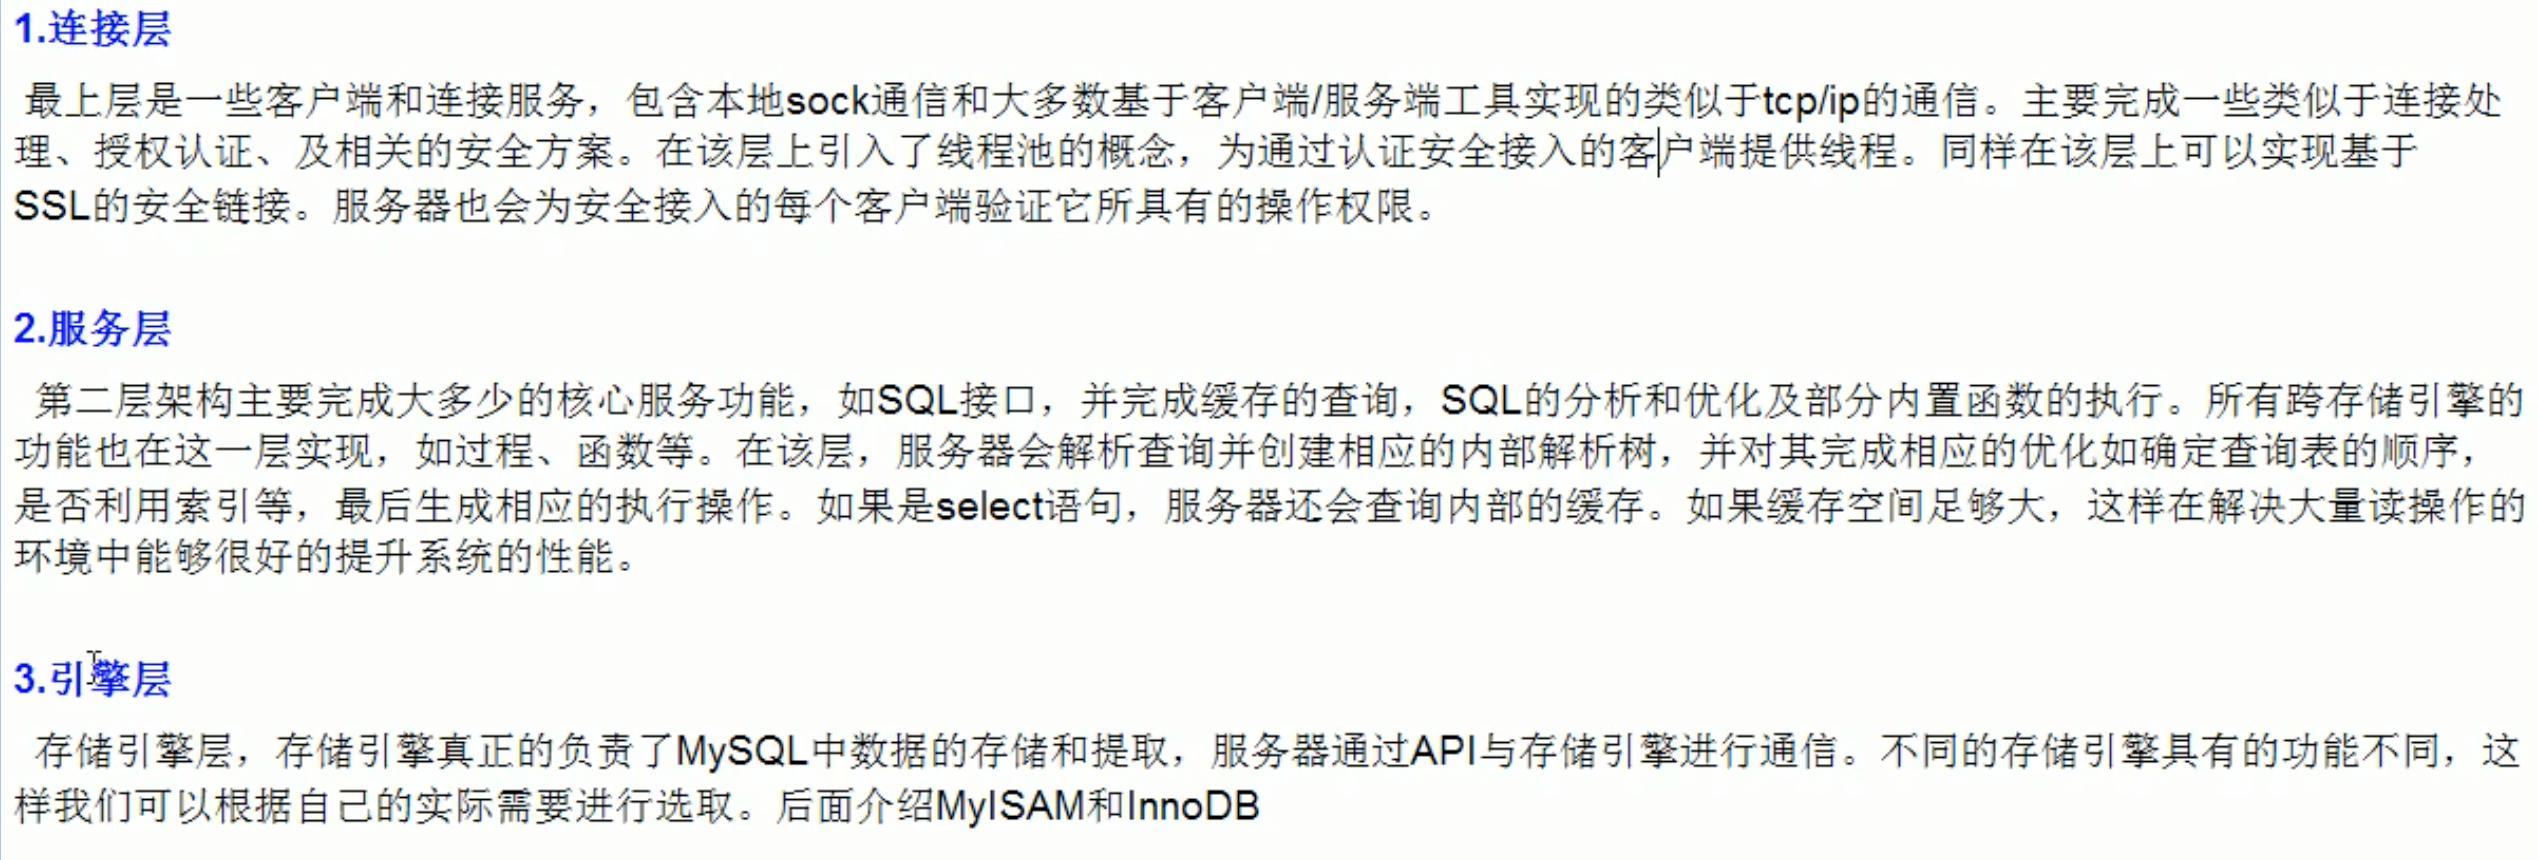 1.连接层
最上层是一些客户端和连接服务，包含本地sock通信和大多数基于客户端/服务端工具实现的类似于tcp/ip的通信。主要完成一些类似于连接处
理、授权认证、及相关的安全方案。在该层上引入了线程池的概念，为通过认证安全接入的客户端提供线程。同样在该层上可以实现基于
SSL的安全链接。服务器也会为安全接入的每个客户端验证它所具有的操作权限。
2.服务层
第二层架构主要完成大多少的核心服务功能，如SQL接口，并完成缓存的查询，SQL的分析和优化及部分内置函数的执行。所有跨存储引擎的
功能也在这一层实现，如过程、函数等。在该层，服务器会解析查询并创建相应的内部解析树，并对其完成相应的优化如确定查询表的顺序，
是否利用索引等，最后生成相应的执行操作。如果是select语句，服务器还会查询内部的缓存。如果缓存空间足够大，这样在解决大量读操作的
环境中能够很好的提升系统的性能。
3.引擎层
存储引擎层，存储引擎真正的负责了MySQL中数据的存储和提取，服务器通过API与存储引擎进行通信。不同的存储引擎具有的功能不同，这
样我们可以根据自己的实际需要进行选取。后面介绍MyISAM和InnoDB